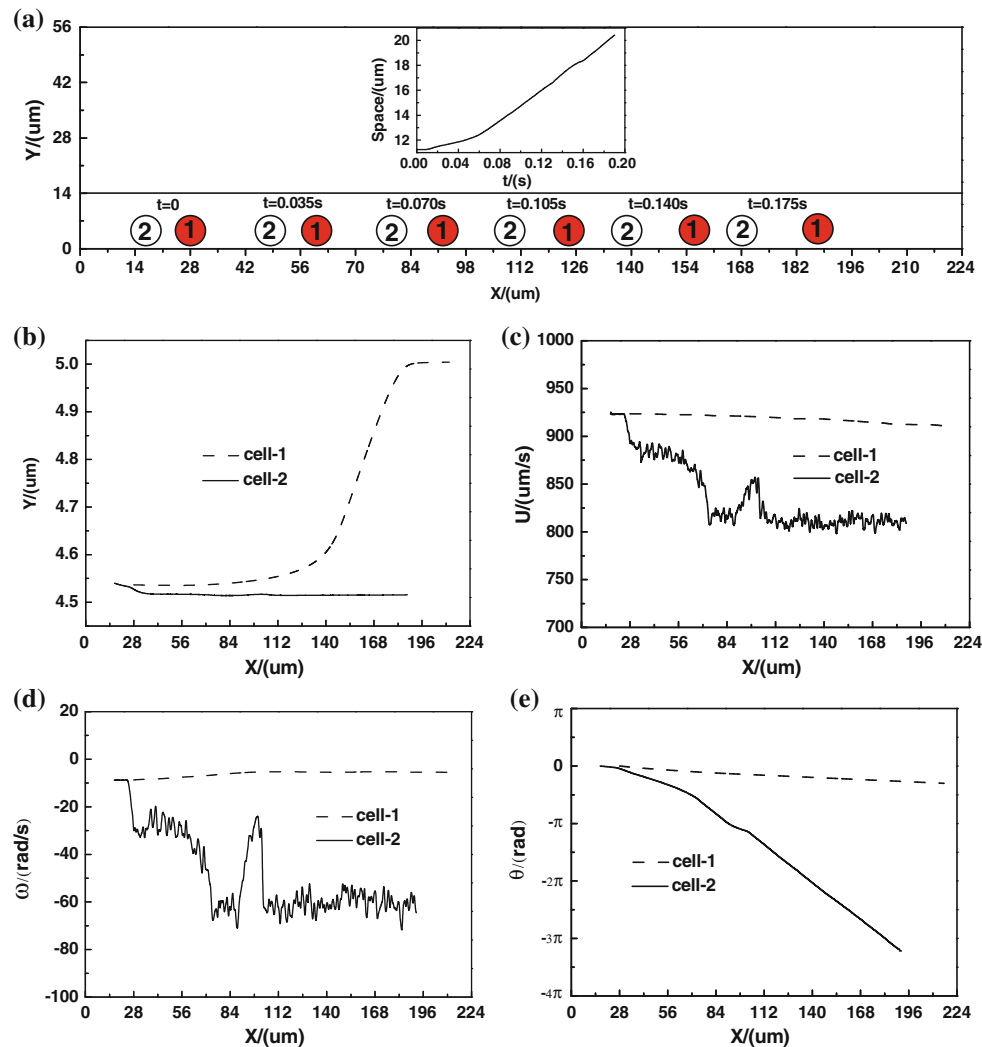 (a)
56
42
28
14
0
Y/(um)
20
18
16
14
12
Space/(um)
0.00 0.04 0.08 0.12 0.16 0.20
t/(s)
t=0 t=0.035s t=0.070s t=0.105s t=0.140s t=0.175s
2 1 2 1 2 1 2 1 2 1 2 1
0 14 28 42 56 70 84 98 112 126 140 154 168 182 196 210 224
X/(um)
(b)
5.0
4.9
4.8
4.7
4.6
4.5
Y/(um)
cell-1
cell-2
0 28 56 84 112 140 168 196 224
X/(um)
(c)
1000
950
900
850
800
750
700
U/(um/s)
cell-1
cell-2
0 28 56 84 112 140 168 196 224
X/(um)
(d)
20
0
-20
-40
-60
-80
-100
ω/(rad/s)
cell-1
cell-2
0 28 56 84 112 140 168 196 224
X/(um)
(e)
π
0
-π
-2π
-3π
-4π
θ/(rad)
cell-1
cell-2
0 28 56 84 112 140 168 196 224
X/(um)